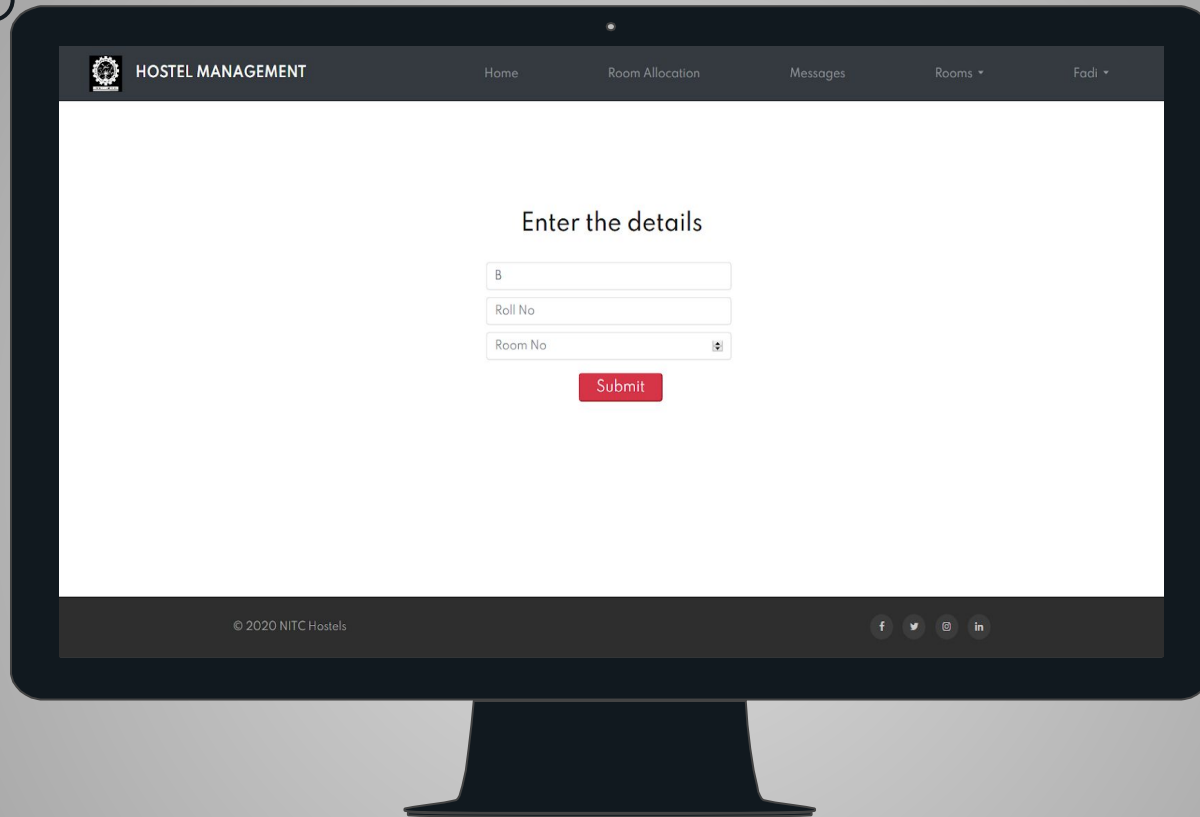 HOSTEL MANAGEMENT Home Room Allocation Messages Rooms Fadi
Enter the details
B
Roll No
Room No
Submit
© 2020 NITC Hostels